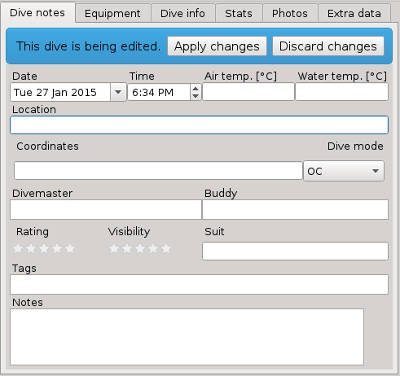 Dive notes Equipment Dive info Stats Photos Extra data
This dive is being edited. Apply changes Discard changes
Date Time Air temp. [°C] Water temp. [°C]
Tue 27 Jan 2015 6:34 PM
Location
Coordinates Dive mode
OC
Divemaster Buddy
Rating Visibility Suit
Tags
Notes